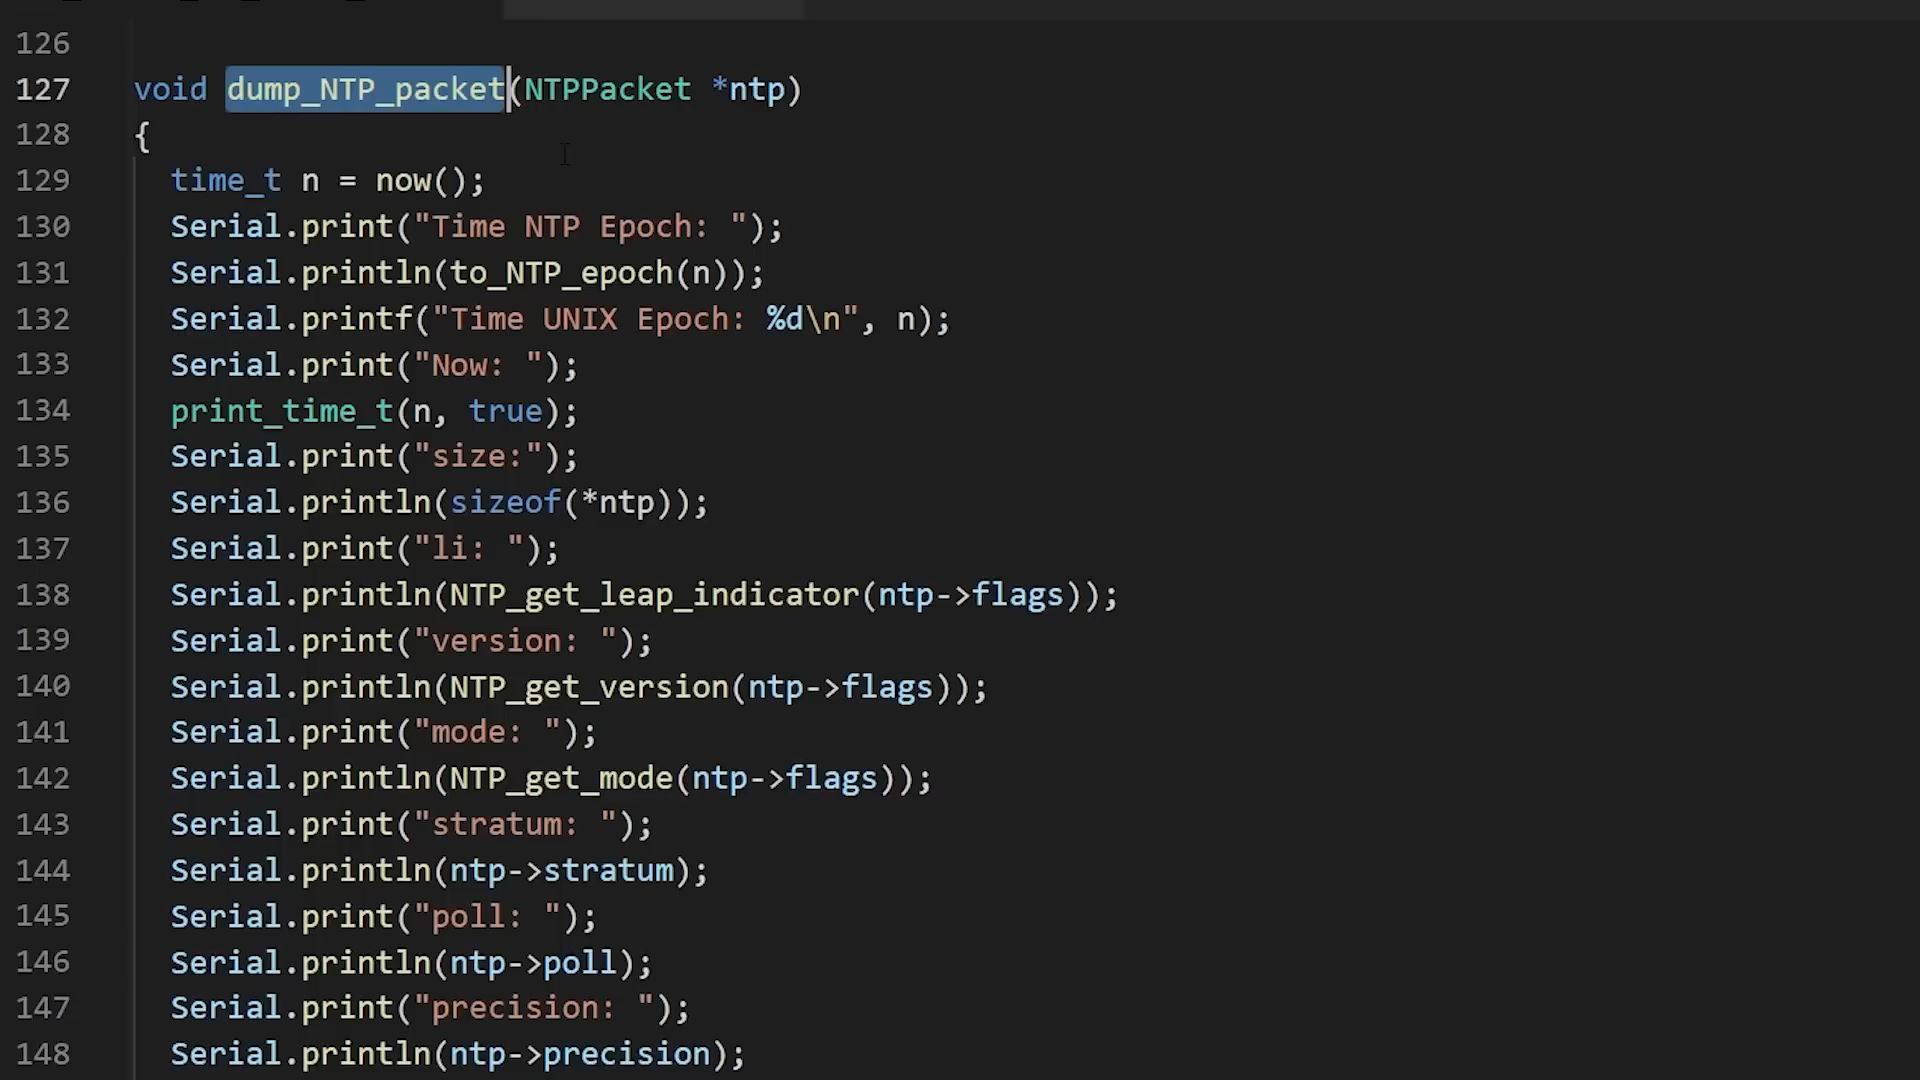 126
127 void dump_NTP_packet(NTPPacket *ntp)
128 {
129 time_t n = now();
130 Serial.print("Time NTP Epoch: ");
131 Serial.println(to_NTP_epoch(n));
132 Serial.printf("Time UNIX Epoch: %d\n", n);
133 Serial.print("Now: ");
134 print_time_t(n, true);
135 Serial.print("size:");
136 Serial.println(sizeof(*ntp));
137 Serial.print("li: ");
138 Serial.println(NTP_get_leap_indicator(ntp->flags));
139 Serial.print("version: ");
140 Serial.println(NTP_get_version(ntp->flags));
141 Serial.print("mode: ");
142 Serial.println(NTP_get_mode(ntp->flags));
143 Serial.print("stratum: ");
144 Serial.println(ntp->stratum);
145 Serial.print("poll: ");
146 Serial.println(ntp->poll);
147 Serial.print("precision: ");
148 Serial.println(ntp->precision);